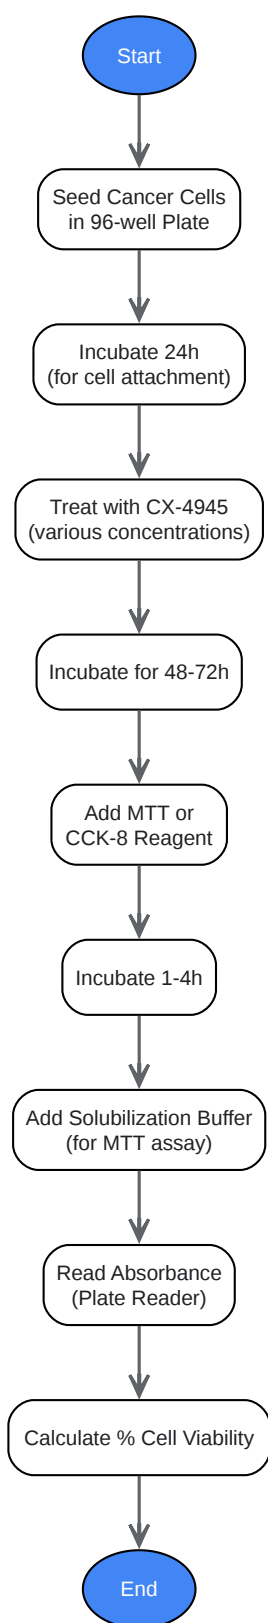 Start
Seed Cancer Cells
in 96-well Plate
Incubate 24h
(for cell attachment)
Treat with CX-4945
(various concentrations)
Incubate for 48-72h
Add MTT or
CCK-8 Reagent
Incubate 1-4h
Add Solubilization Buffer
(for MTT assay)
Read Absorbance
(Plate Reader)
Calculate % Cell Viability
End